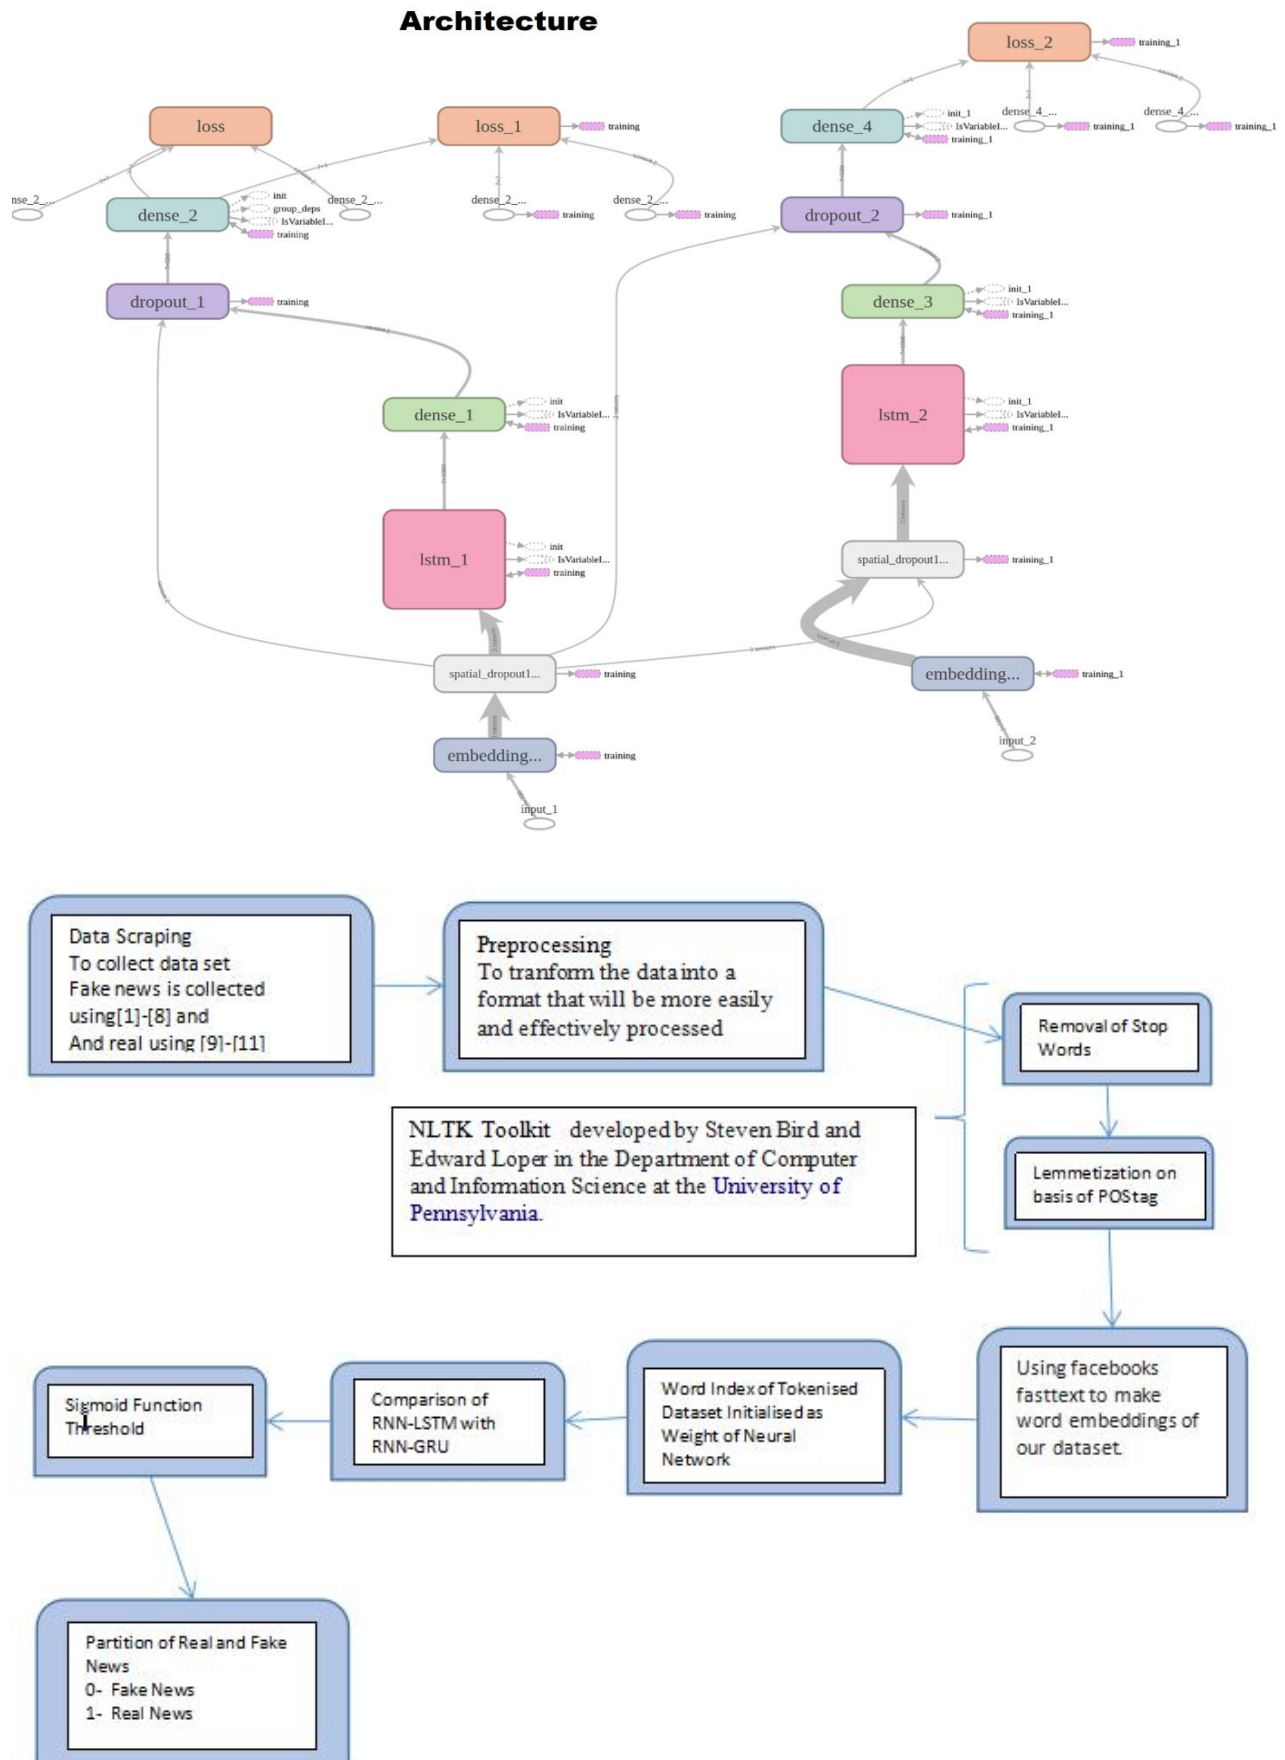 Architecture
loss_2
training_1
loss
loss_1
training
dense_4
init_1
IsVariableI...
training_1
dense_4_...
training_1
dense_4_...
training_1
nse_2_...
dense_2
init
group_deps
IsVariableI...
training
dense_2_...
dense_2_...
training
dense_2_...
training
dropout_2
training_1
dropout_1
training
dense_3
init_1
IsVariableI...
training_1
dense_1
init
IsVariableI...
training
lstm_2
init_1
IsVariableI...
training_1
lstm_1
init
IsVariableI...
training
spatial_dropout1...
training_1
2 tensors
spatial_dropout1...
training
embedding...
training_1
input_2
embedding...
training
input_1
Data Scraping
To collect data set
Fake news is collected
using[1]-[8] and
And real using [9]-[11]
Preprocessing
To tranform the data into a
format that will be more easily
and effectively processed
Removal of Stop
Words
NLTK Toolkit developed by Steven Bird and
Edward Loper in the Department of Computer
and Information Science at the University of
Pennsylvania.
Lemmetization on
basis of POStag
Using facebooks
fasttext to make
word embeddings of
our dataset.
Word Index of Tokenised
Dataset Initialised as
Weight of Neural
Network
Comparison of
RNN-LSTM with
RNN-GRU
Sigmoid Function
Threshold
Partition of Real and Fake
News
0- Fake News
1- Real News